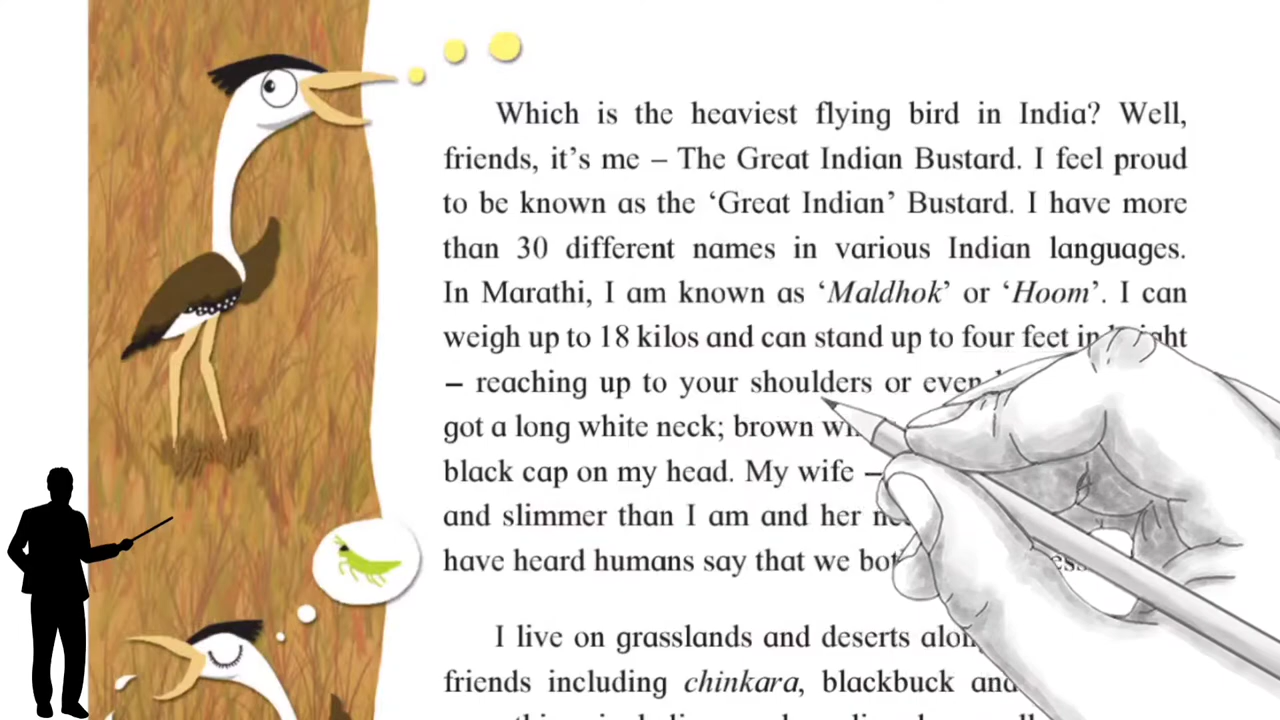 Which is the heaviest flying bird in India? Well,
friends, it’s me – The Great Indian Bustard. I feel proud
to be known as the ‘Great Indian’ Bustard. I have more
than 30 different names in various Indian languages.
In Marathi, I am known as ‘Maldhok’ or ‘Hoom’. I can
weigh up to 18 kilos and can stand up to four feet in
– reaching up to your shoulders or even
got a long white neck; brown
black cap on my head. My wife –
and slimmer than I am and her
have heard humans say that we
I live on grasslands and deserts
friends including chinkara, blackbuck and